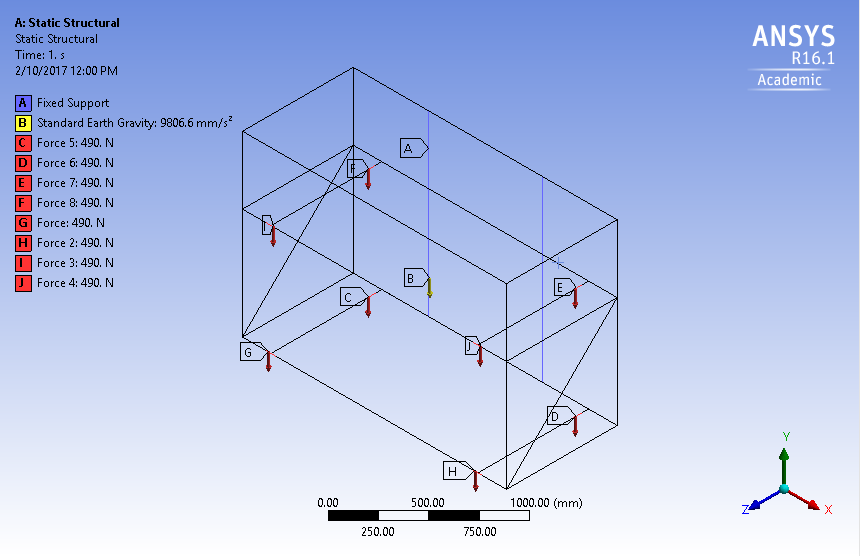 A: Static Structural
Static Structural
Time: 1. s
2/10/2017 12:00 PM
A Fixed Support
B Standard Earth Gravity: 9806.6 mm/s²
C Force 5: 490. N
D Force 6: 490. N
E Force 7: 490. N
F Force 8: 490. N
G Force: 490. N
H Force 2: 490. N
I Force 3: 490. N
J Force 4: 490. N
ANSYS
R16.1
Academic
A
F
I
B
E
C
J
G
D
H
0.00 500.00 1000.00 (mm)
250.00 750.00
Y
Z X